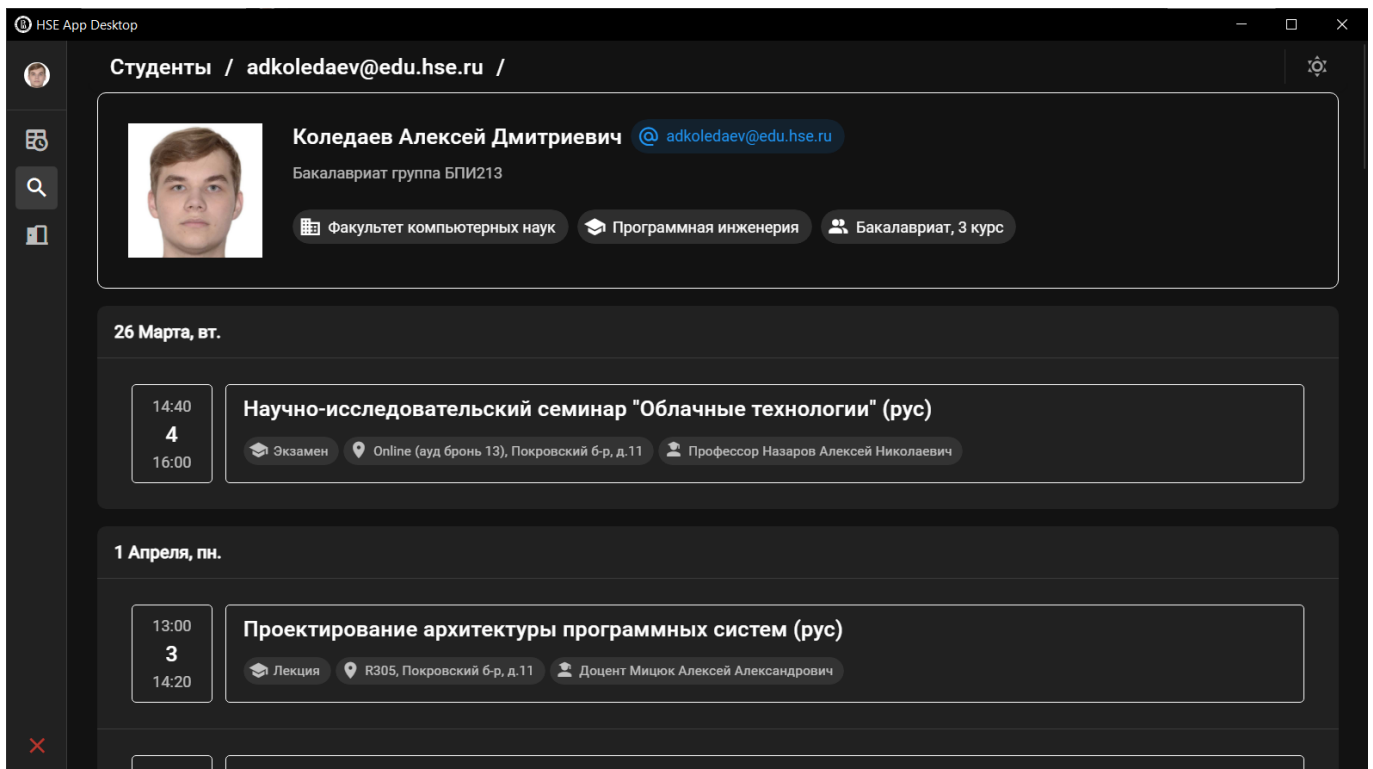 HSE App Desktop
Студенты / adkoledaev@edu.hse.ru /
Коледаев Алексей Дмитриевич adkoledaev@edu.hse.ru
Бакалавриат группа БПИ213
Факультет компьютерных наук Программная инженерия Бакалавриат, 3 курс
26 Марта, вт.
14:40
4
16:00
Научно-исследовательский семинар "Облачные технологии" (рус)
Экзамен Online (ауд бронь 13), Покровский б-р, д.11 Профессор Назаров Алексей Николаевич
1 Апреля, пн.
13:00
3
14:20
Проектирование архитектуры программных систем (рус)
Лекция R305, Покровский б-р, д.11 Доцент Мицюк Алексей Александрович